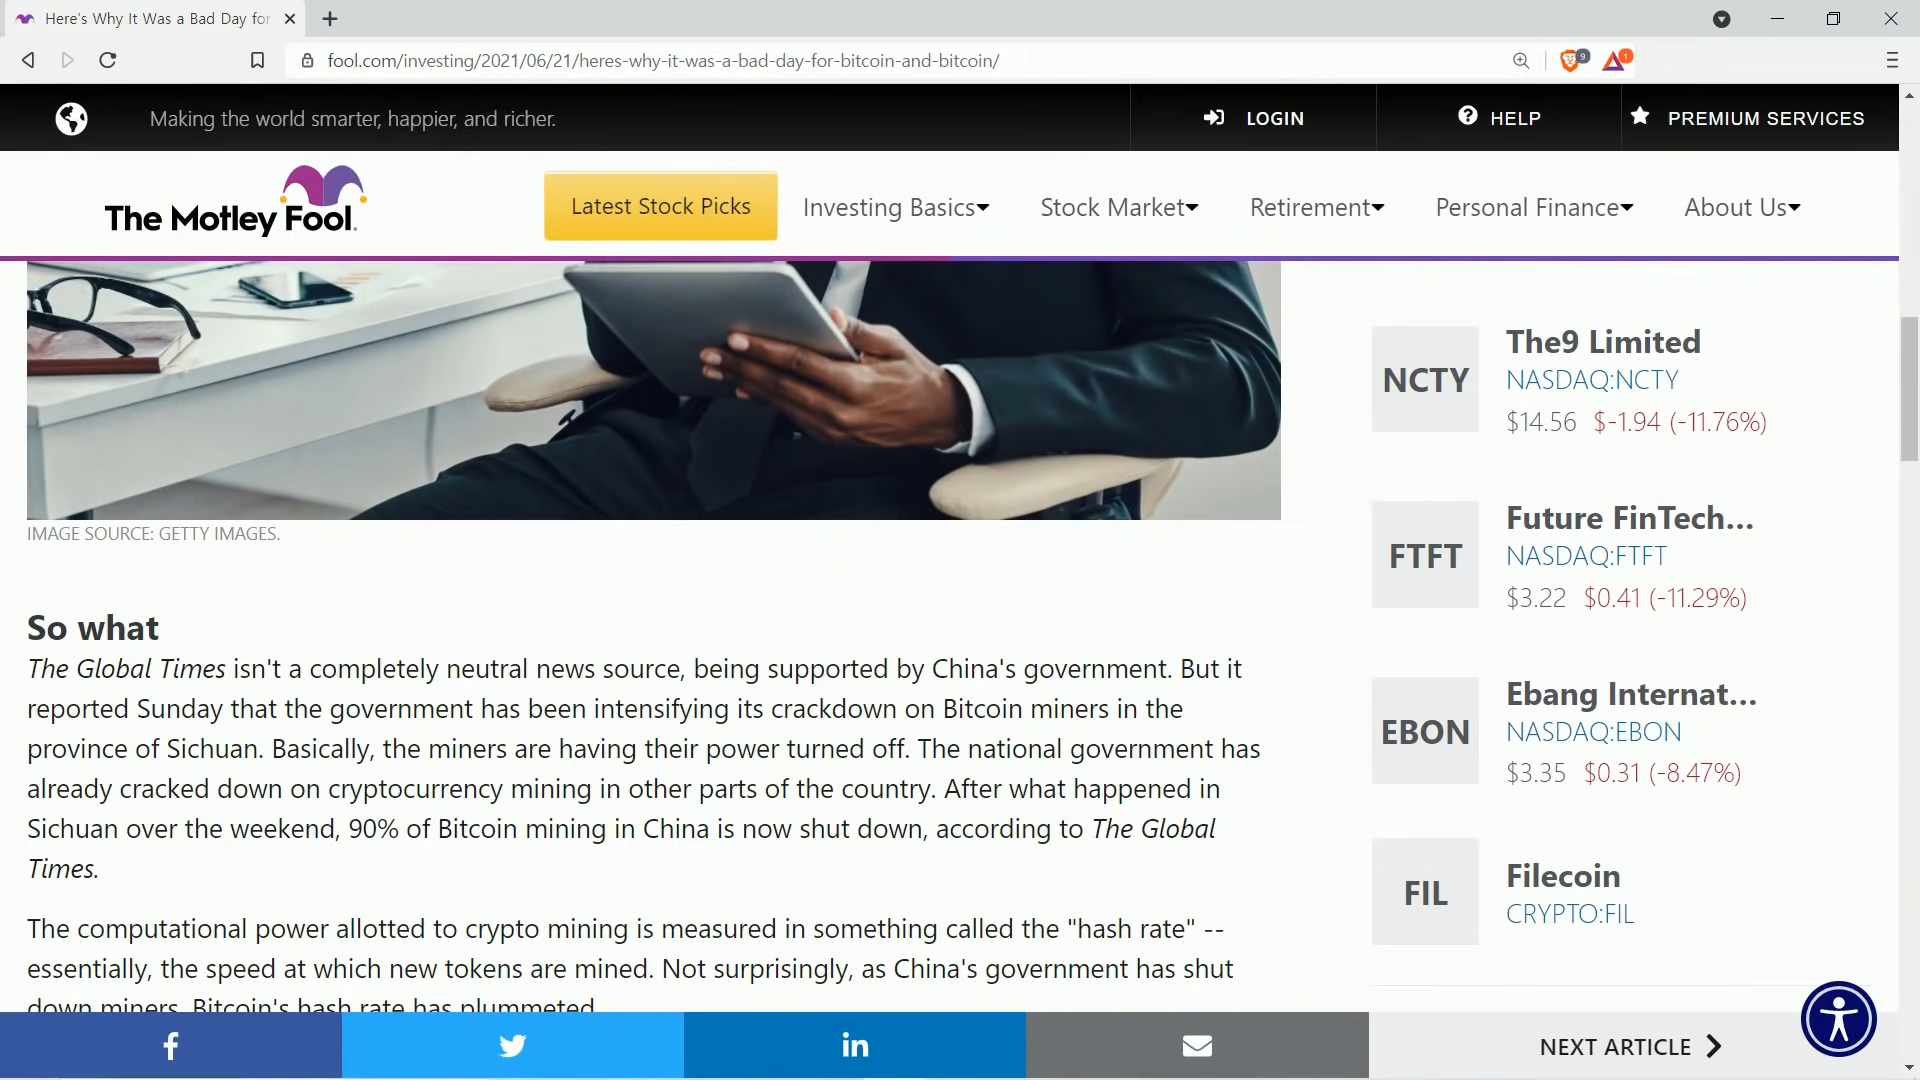 Here's Why It Was a Bad Day for
fool.com/investing/2021/06/21/heres-why-it-was-a-bad-day-for-bitcoin-and-bitcoin/
9
1
Making the world smarter, happier, and richer.
LOGIN
HELP
PREMIUM SERVICES
The Motley Fool.
Latest Stock Picks
Investing Basics
Stock Market
Retirement
Personal Finance
About Us
IMAGE SOURCE: GETTY IMAGES.
So what
The Global Times isn't a completely neutral news source, being supported by China's government. But it
reported Sunday that the government has been intensifying its crackdown on Bitcoin miners in the
province of Sichuan. Basically, the miners are having their power turned off. The national government has
already cracked down on cryptocurrency mining in other parts of the country. After what happened in
Sichuan over the weekend, 90% of Bitcoin mining in China is now shut down, according to The Global
Times.
The computational power allotted to crypto mining is measured in something called the "hash rate" --
essentially, the speed at which new tokens are mined. Not surprisingly, as China's government has shut
down miners, Bitcoin's hash rate has plummeted.
NCTY
The9 Limited
NASDAQ:NCTY
$14.56 $-1.94 (-11.76%)
FTFT
Future FinTech...
NASDAQ:FTFT
$3.22 $0.41 (-11.29%)
EBON
Ebang Internat...
NASDAQ:EBON
$3.35 $0.31 (-8.47%)
FIL
Filecoin
CRYPTO:FIL
f
in
NEXT ARTICLE